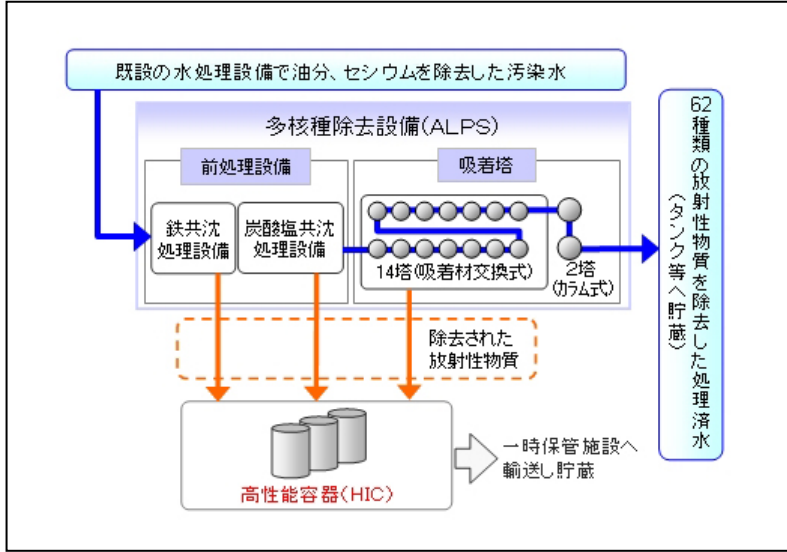 既設の水処理設備で油分、セシウムを除去した汚染水
多核種除去設備(ALPS)
前処理設備
吸着塔
鉄共沈
処理設備
炭酸塩共沈
処理設備
14塔(吸着材交換式)
2塔
(カラム式)
62種類の放射性物質を除去した処理済水
(タンク等へ貯蔵)
除去された
放射性物質
高性能容器(HIC)
一時保管施設へ
輸送し貯蔵